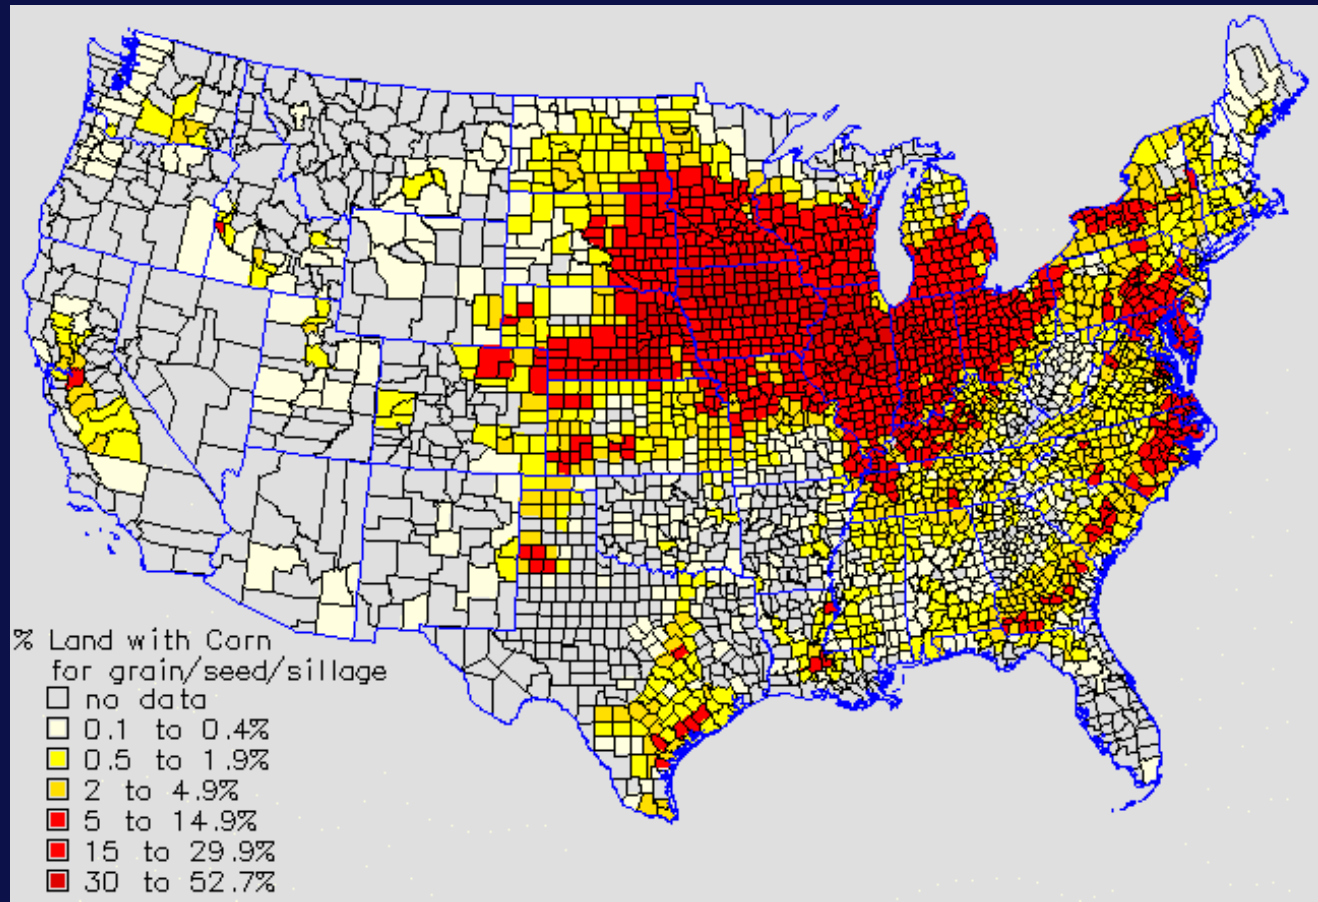 % Land with Corn
for grain/seed/sillage
no data
0.1 to 0.4%
0.5 to 1.9%
2 to 4.9%
5 to 14.9%
15 to 29.9%
30 to 52.7%